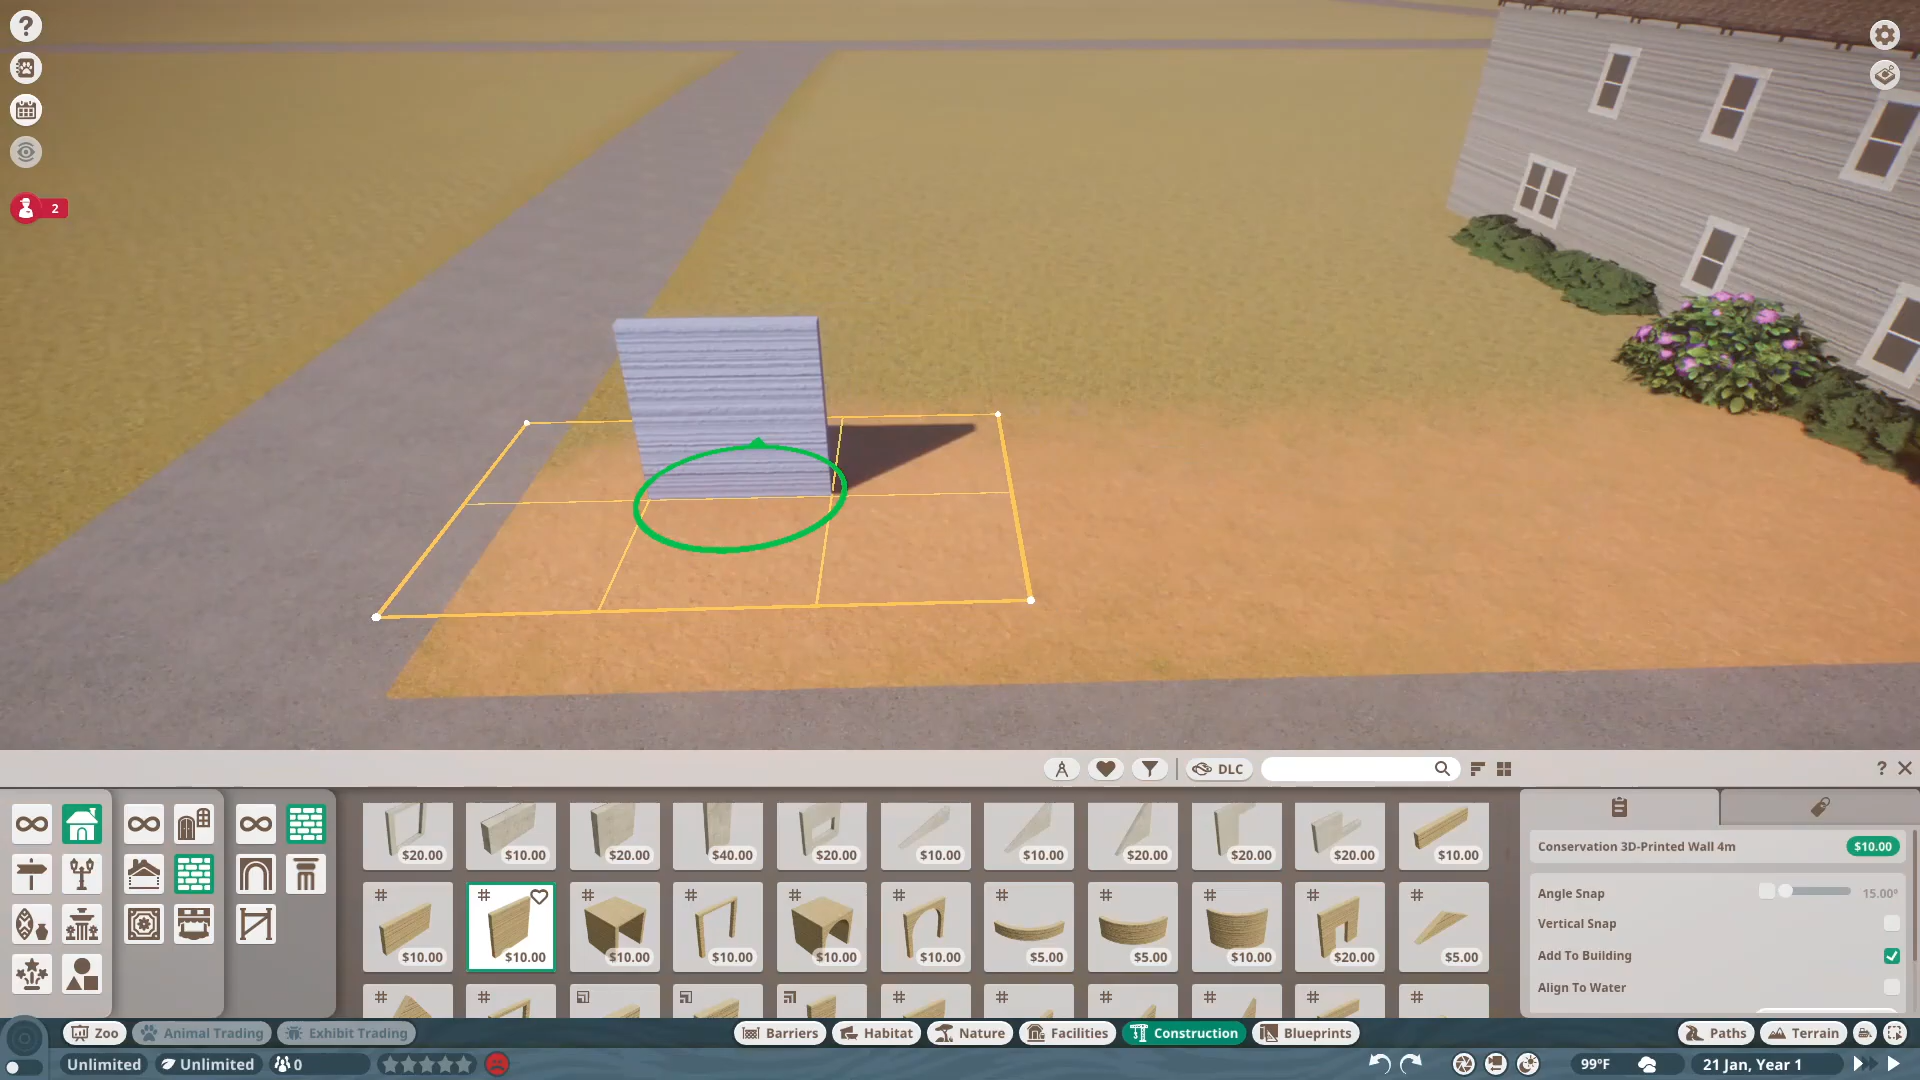 ?
2
DLC
?
$20.00 $10.00 $20.00 $40.00 $20.00 $10.00 $10.00 $20.00 $20.00 $20.00 $10.00
$10.00 $10.00 $10.00 $10.00 $10.00 $10.00 $5.00 $5.00 $10.00 $20.00 $5.00
Conservation 3D-Printed Wall 4m $10.00
Angle Snap 15.00°
Vertical Snap
Add To Building
Align To Water
Zoo Animal Trading Exhibit Trading Barriers Habitat Nature Facilities Construction Blueprints Paths Terrain
Unlimited Unlimited 0 99°F 21 Jan, Year 1